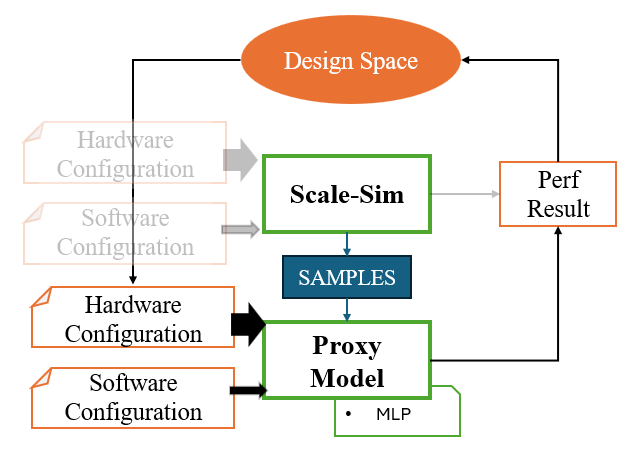 Design Space
Hardware
Configuration
Scale-Sim
Perf
Result
Software
Configuration
SAMPLES
Hardware
Configuration
Proxy
Model
Software
Configuration
• MLP